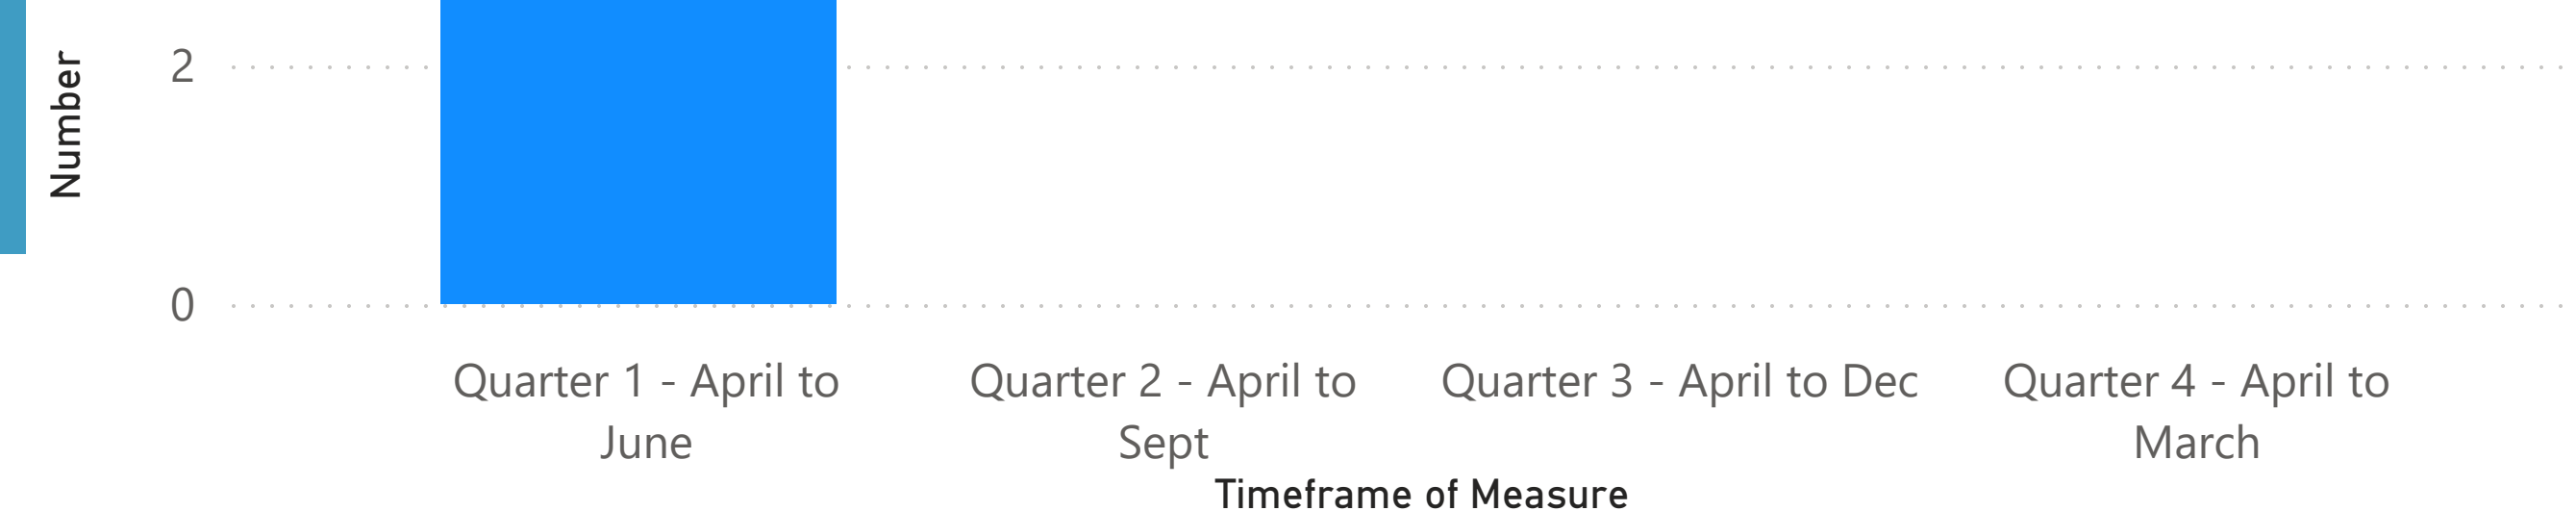 Number
2
0
Quarter 1 - April to
June
Quarter 2 - April to
Sept
Quarter 3 - April to Dec
Quarter 4 - April to
March
Timeframe of Measure